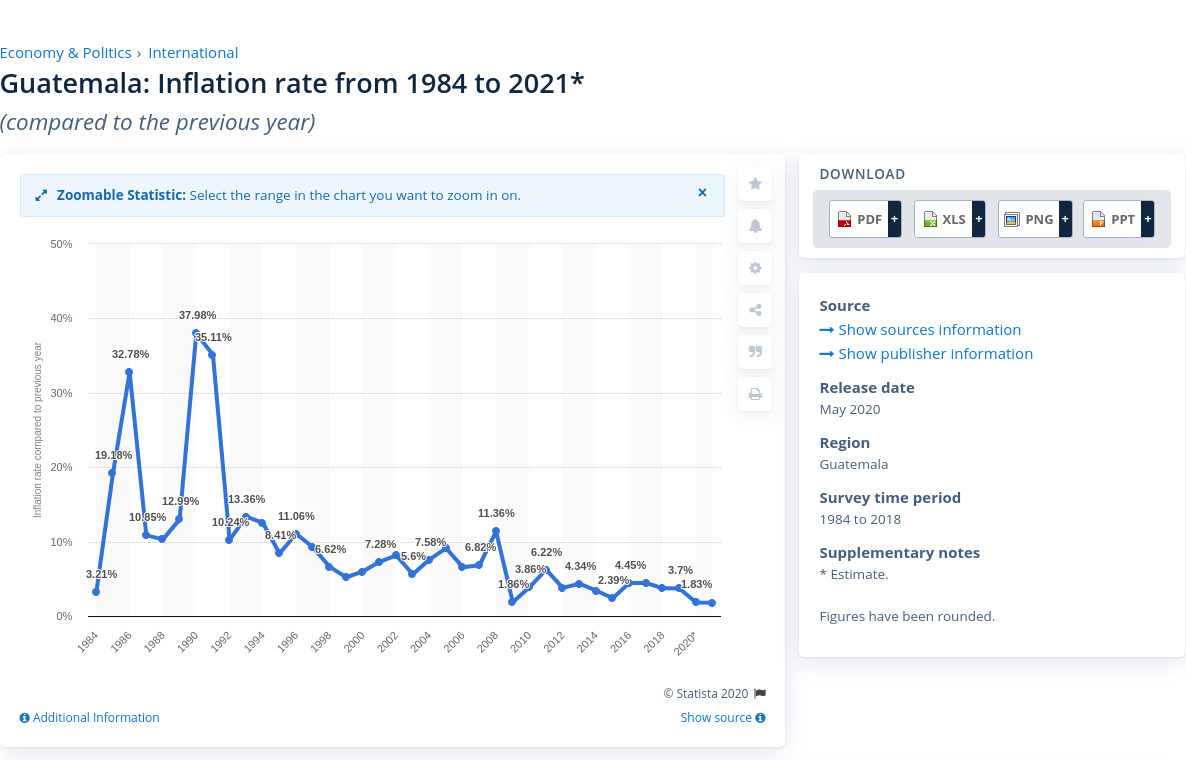 Economy & Politics › International
Guatemala: Inflation rate from 1984 to 2021*
(compared to the previous year)
Zoomable Statistic: Select the range in the chart you want to zoom in on. ×
Inflation rate compared to previous year
50%
40%
30%
20%
10%
0%
3.21%
19.18%
32.78%
10.85%
12.99%
37.98%
35.11%
10.24%
13.36%
8.41%
11.06%
6.62%
7.28%
5.6%
7.58%
6.82%
11.36%
1.86%
3.86%
6.22%
4.34%
2.39%
4.45%
3.7%
1.83%
1984 1986 1988 1990 1992 1994 1996 1998 2000 2002 2004 2006 2008 2010 2012 2014 2016 2018 2020*
© Statista 2020
Additional Information
Show source
DOWNLOAD
PDF + XLS + PNG + PPT +
Source
Show sources information
Show publisher information
Release date
May 2020
Region
Guatemala
Survey time period
1984 to 2018
Supplementary notes
* Estimate.
Figures have been rounded.